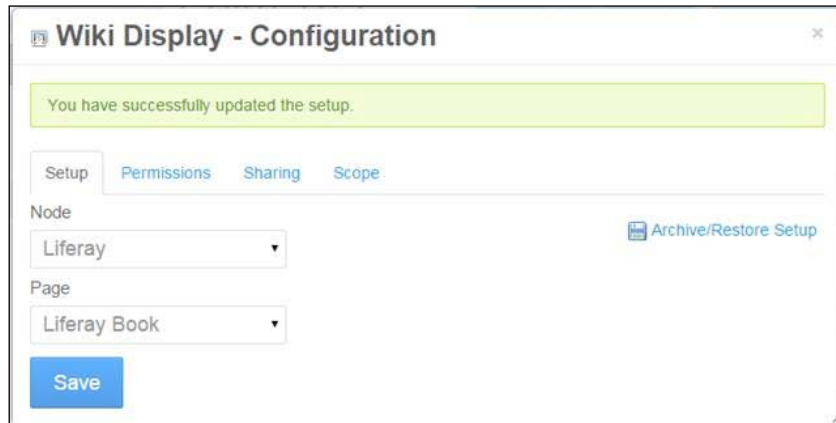 Wiki Display - Configuration ×
You have successfully updated the setup.
Setup Permissions Sharing Scope
Node
Archive/Restore Setup
Liferay
Page
Liferay Book
Save